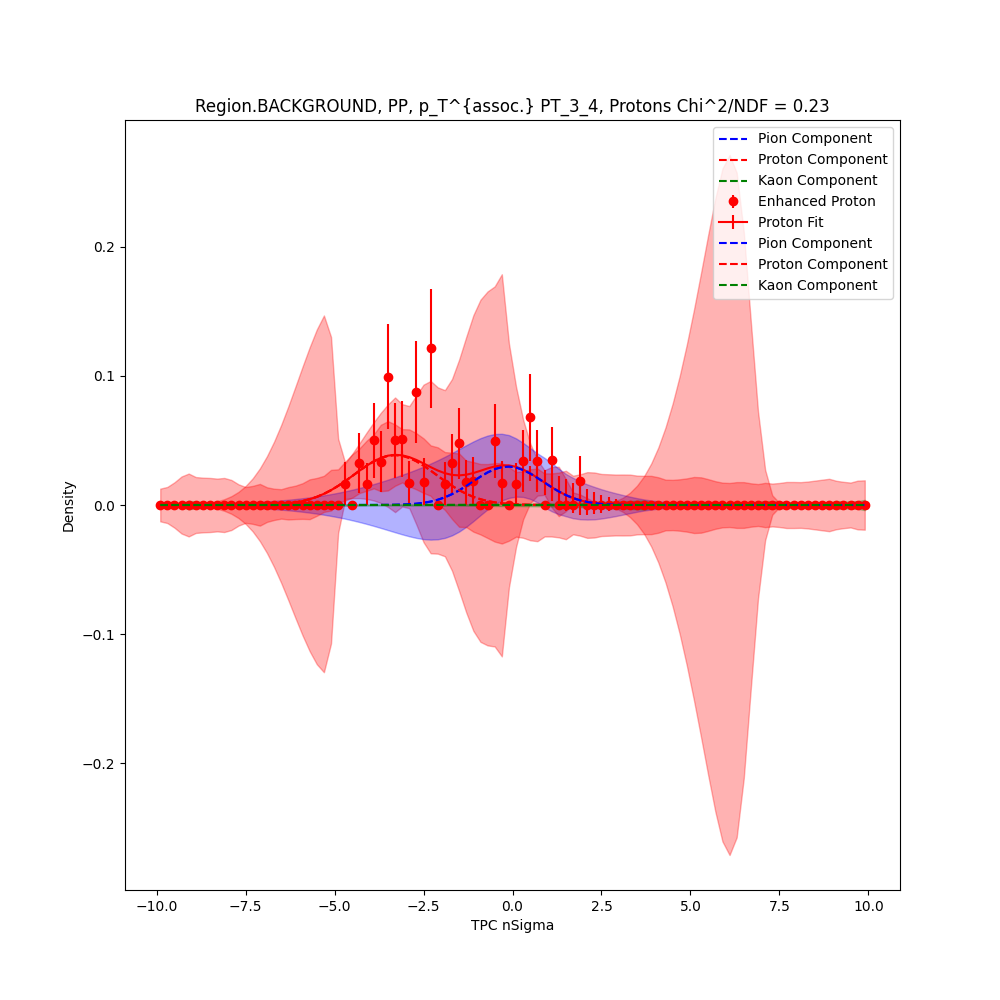 Region.BACKGROUND, PP, p_T^{assoc.} PT_3_4, Protons Chi^2/NDF = 0.23
Pion Component
Proton Component
Kaon Component
Enhanced Proton
Proton Fit
Pion Component
Proton Component
Kaon Component
0.2
0.1
0.0
−0.1
−0.2
Density
−10.0 −7.5 −5.0 −2.5 0.0 2.5 5.0 7.5 10.0
TPC nSigma